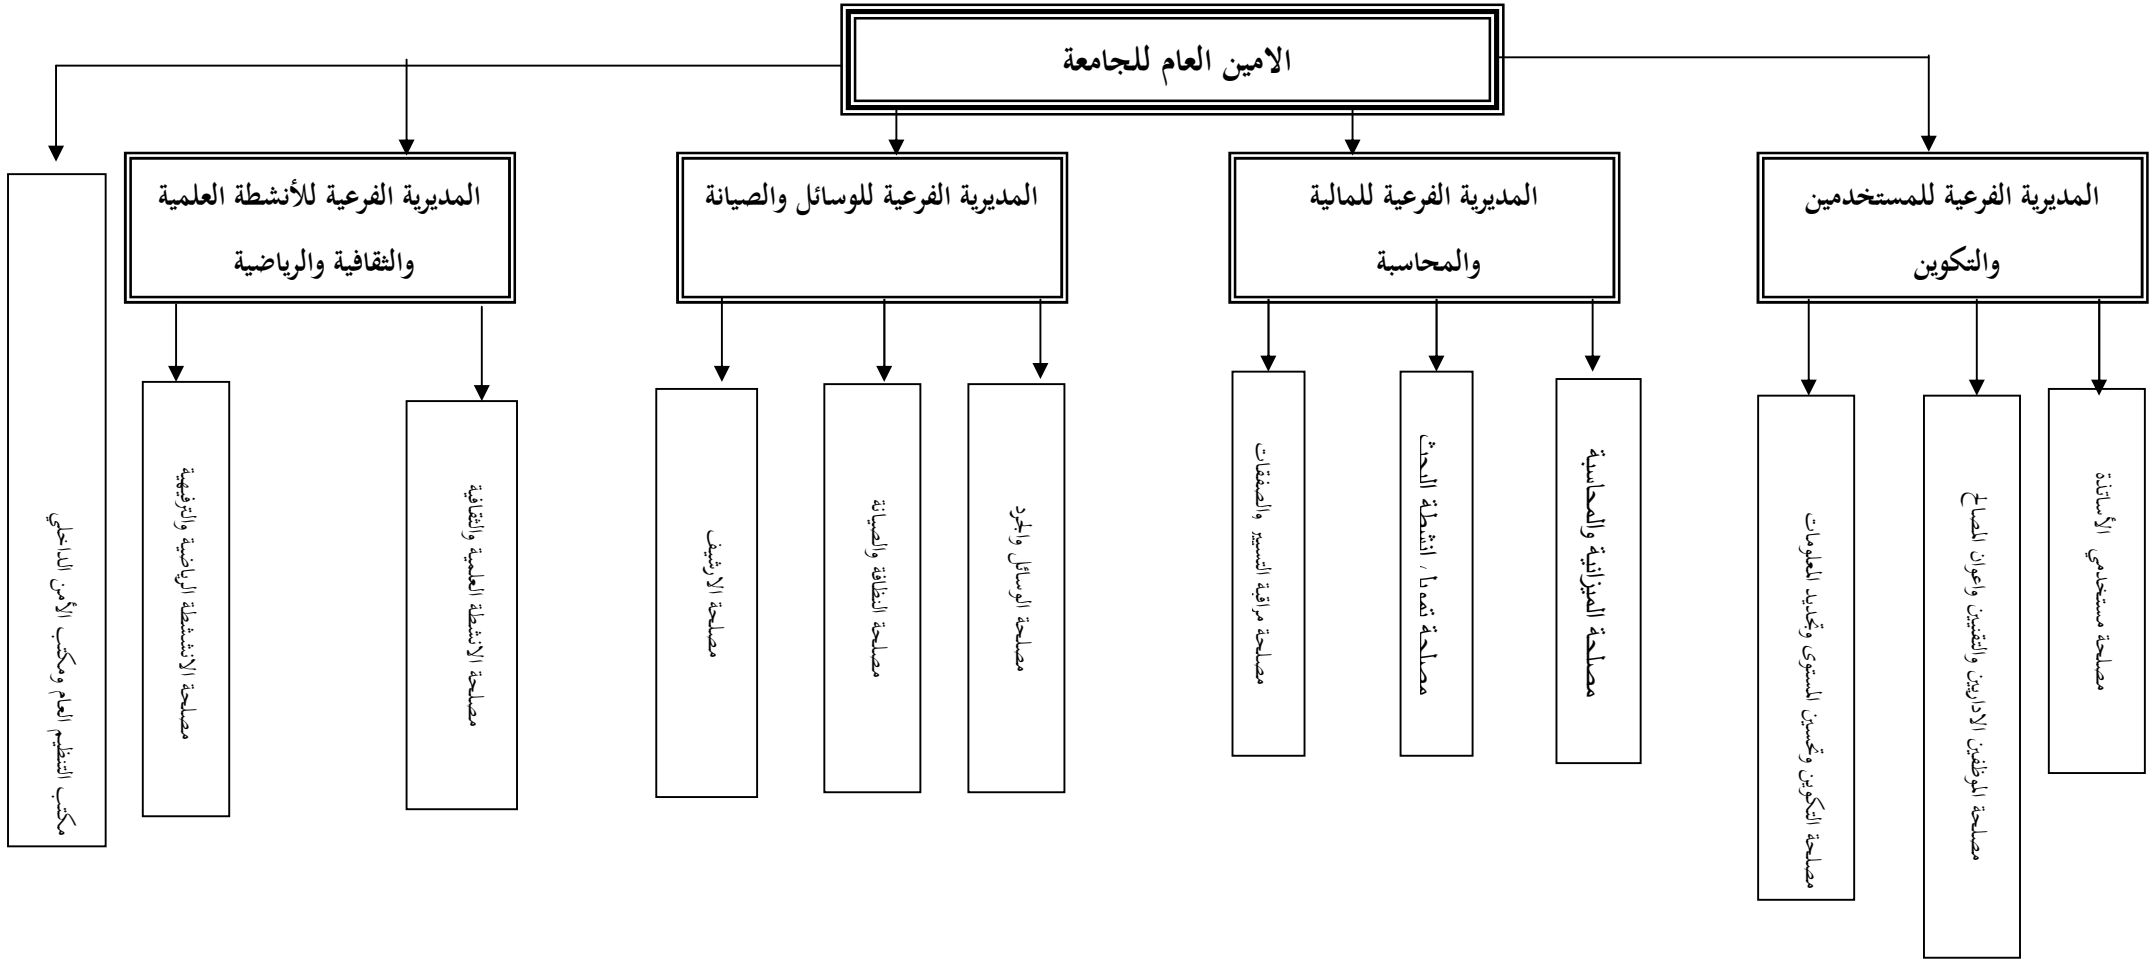 الامين العام للجامعة
المديرية الفرعية للمستخدمين
والتكوين
المديرية الفرعية للمالية
والمحاسبة
المديرية الفرعية للوسائل والصيانة
المديرية الفرعية للأنشطة العلمية
والثقافية والرياضية
مصلحة مستخدمي الأساتذة
مصلحة الموظفين الاداريين والتقنيين واعوان المصالح
مصلحة التكوين وتحسين المستوى وتجديد المعلومات
مصلحة الميزانية والمحاسبة
مصلحة تمويل انشطة البحث
مصلحة مراقبة التسيير والصفقات
مصلحة الوسائل والجرد
مصلحة النظافة والصيانة
مصلحة الارشيف
مصلحة الانشطة العلمية والثقافية
مصلحة الانشطة الرياضية والترفيهية
مكتب التنظيم العام ومكتب الأمن الداخلي